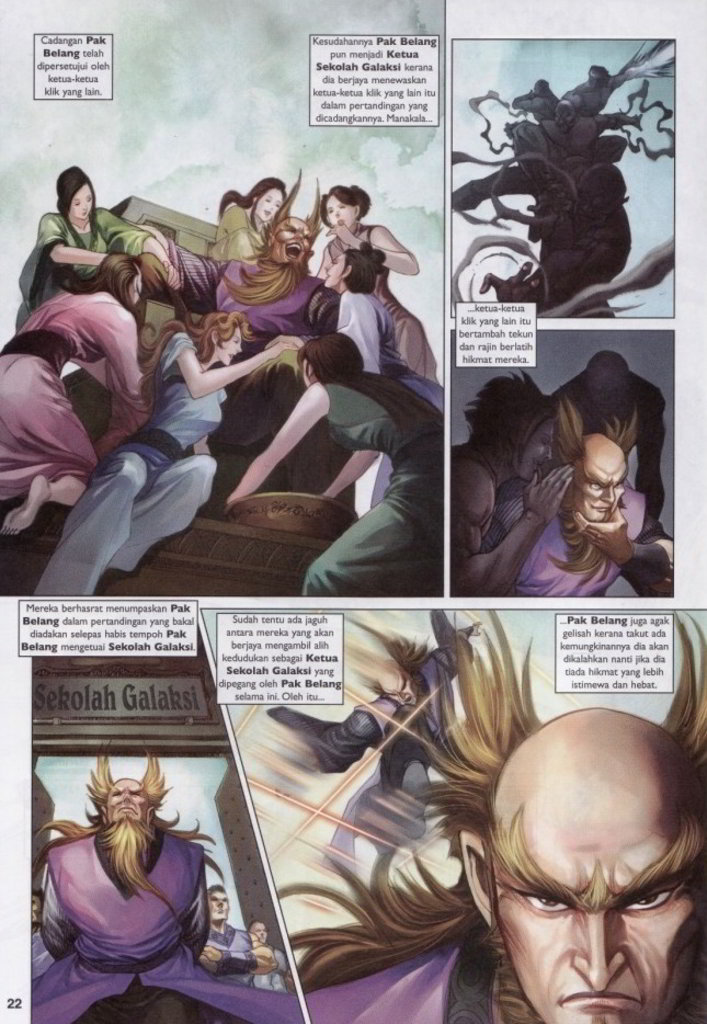 Cadangan Pak
Belang telah
dipersetujui oleh
ketua-ketua
klik yang lain.
Kesudahannya Pak Belang
pun menjadi Ketua
Sekolah Galaksi kerana
dia berjaya menewaskan
ketua-ketua klik yang lain itu
dalam pertandingan yang
dicadangkannya. Manakala...
...ketua-ketua
klik yang lain itu
bertambah tekun
dan rajin berlatih
hikmat mereka.
Mereka berhasrat menumpaskan Pak
Belang dalam pertandingan yang bakal
diadakan selepas habis tempoh Pak
Belang mengetuai Sekolah Galaksi.
Sekolah Galaksi
Sudah tentu ada jaguh
antara mereka yang akan
berjaya mengambil alih
kedudukan sebagai Ketua
Sekolah Galaksi yang
dipegang oleh Pak Belang
selama ini. Oleh itu...
...Pak Belang juga agak
gelisah kerana takut ada
kemungkinannya dia akan
dikalahkan nanti jika dia
tiada hikmat yang lebih
istimewa dan hebat.
22